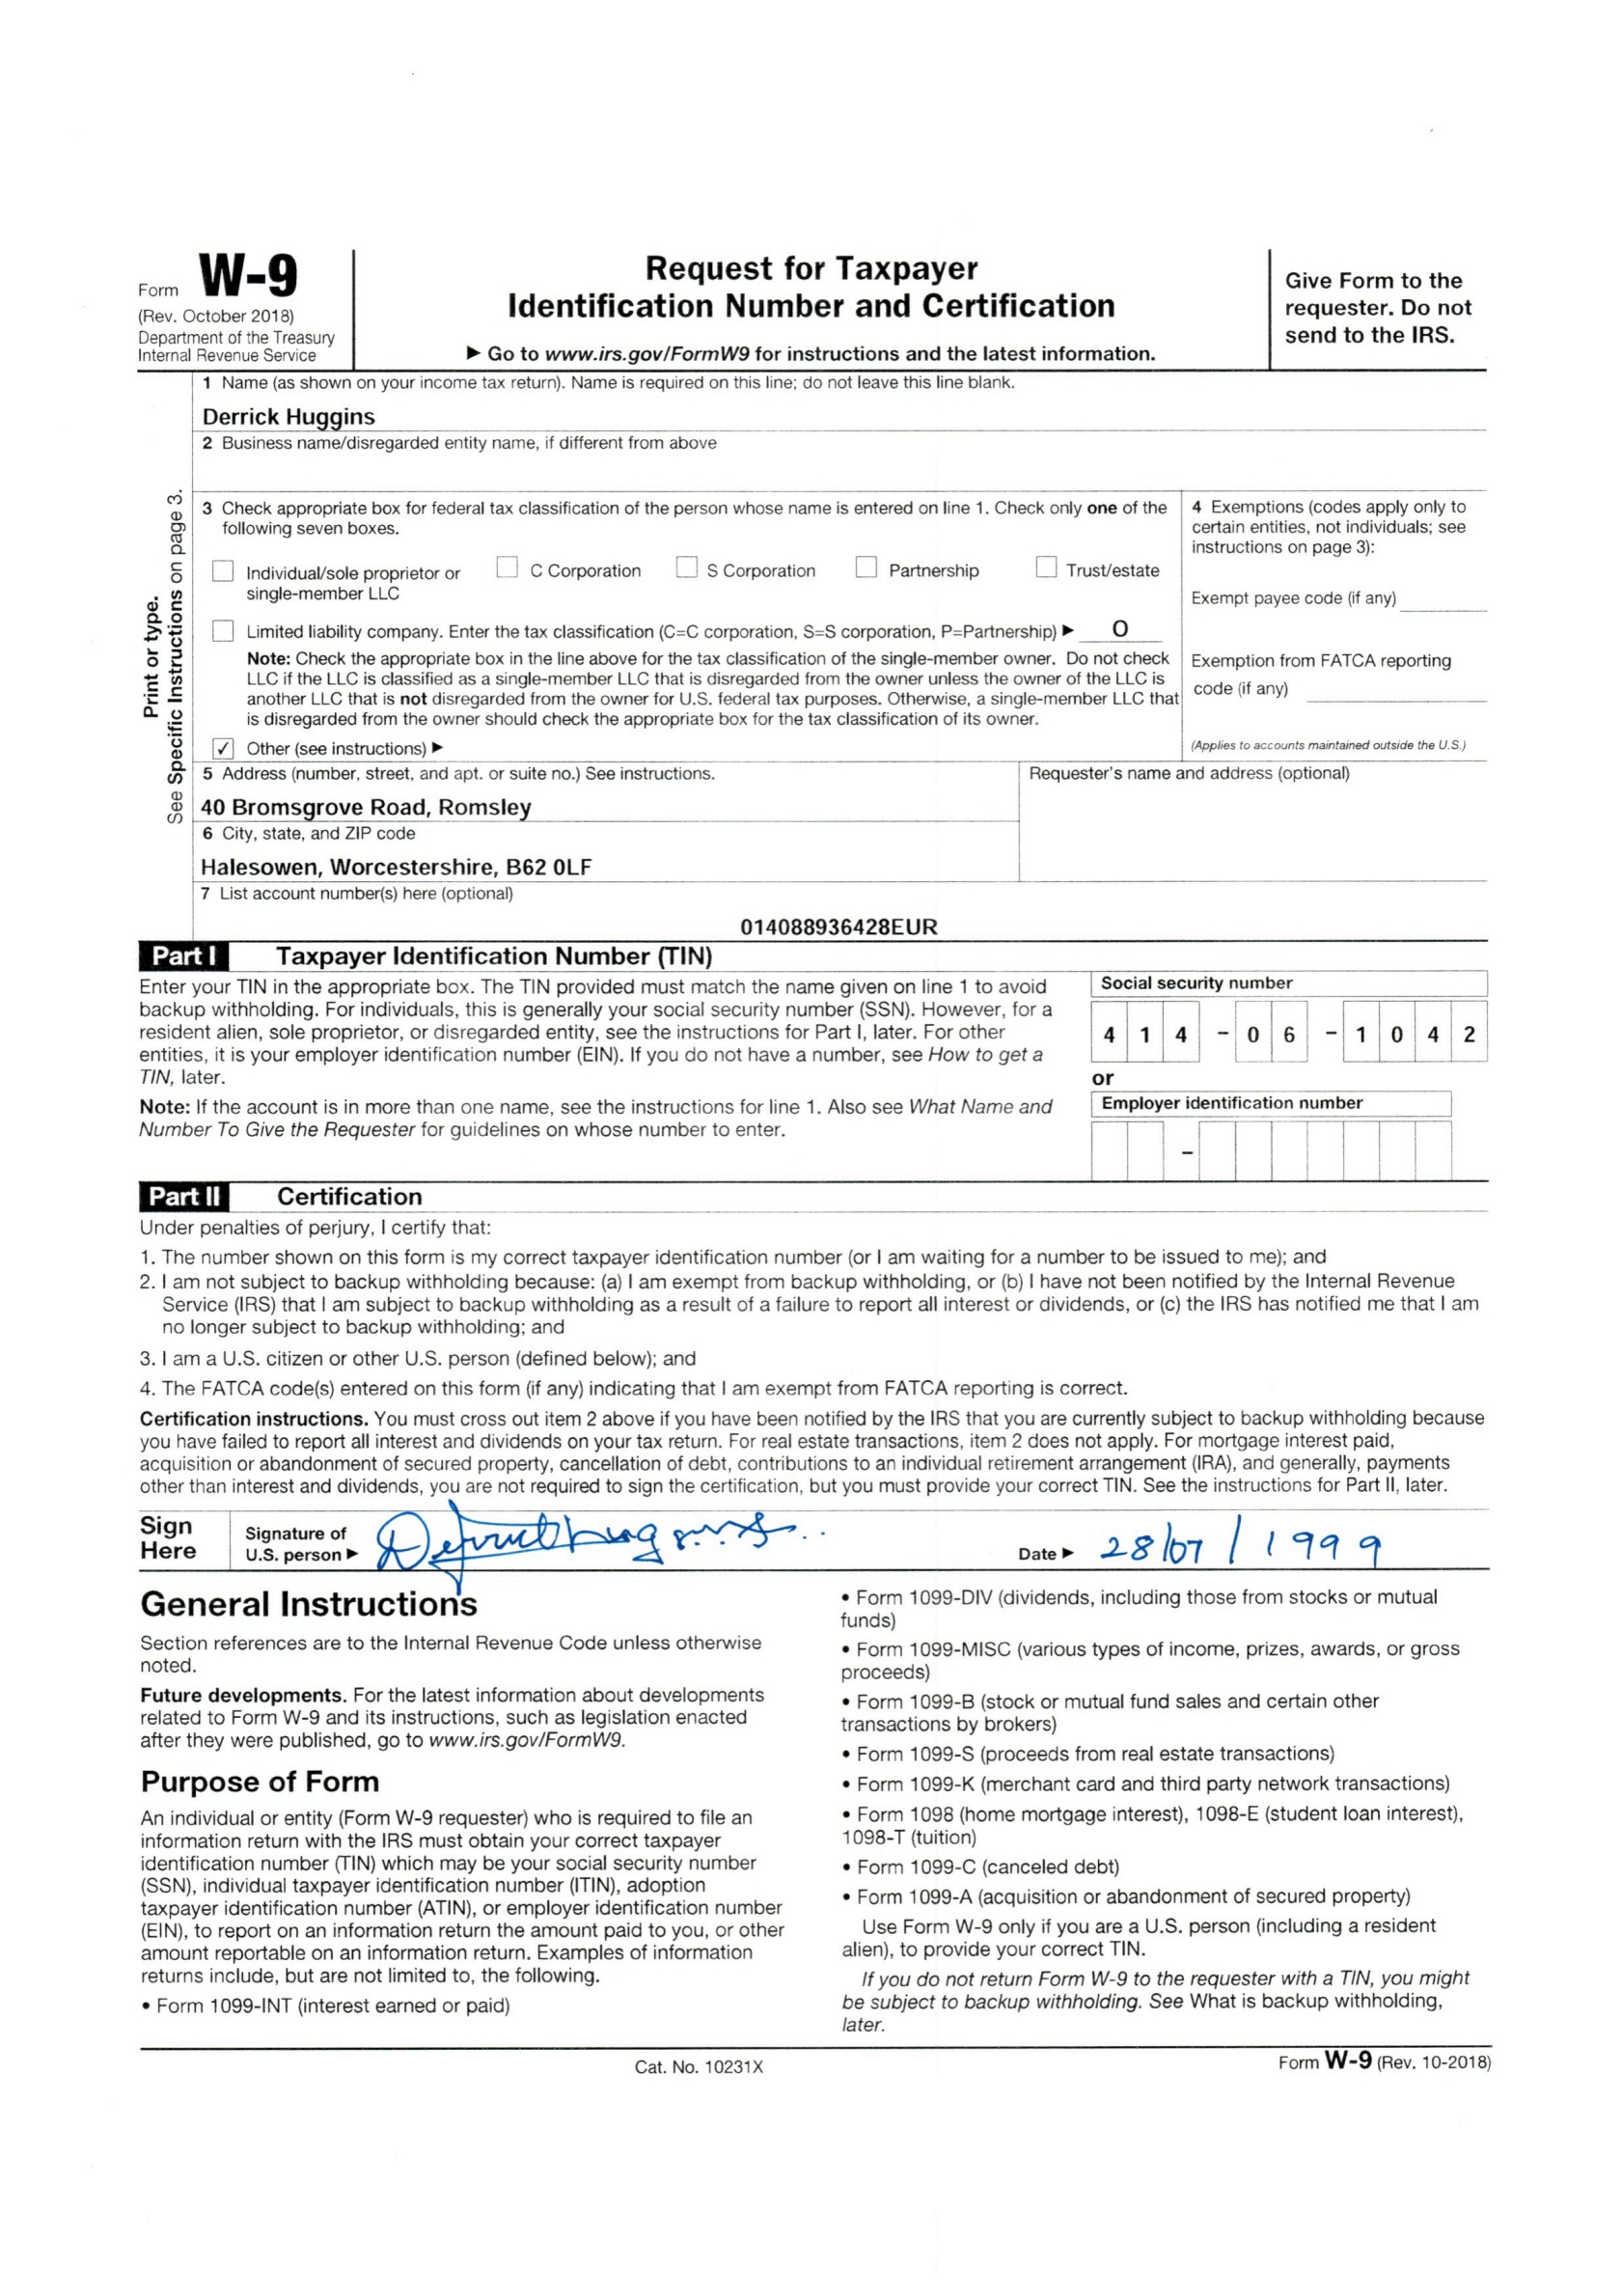 Form W-9
(Rev. October 2018)
Department of the Treasury
Internal Revenue Service
Request for Taxpayer
Identification Number and Certification
▶ Go to www.irs.gov/FormW9 for instructions and the latest information.
Give Form to the
requester. Do not
send to the IRS.
Print or type.
See Specific Instructions on page 3.
1 Name (as shown on your income tax return). Name is required on this line; do not leave this line blank.
Derrick Huggins
2 Business name/disregarded entity name, if different from above
3 Check appropriate box for federal tax classification of the person whose name is entered on line 1. Check only one of the
following seven boxes.
Individual/sole proprietor or
single-member LLC
C Corporation
S Corporation
Partnership
Trust/estate
Limited liability company. Enter the tax classification (C=C corporation, S=S corporation, P=Partnership) ▶ O
Note: Check the appropriate box in the line above for the tax classification of the single-member owner. Do not check
LLC if the LLC is classified as a single-member LLC that is disregarded from the owner unless the owner of the LLC is
another LLC that is not disregarded from the owner for U.S. federal tax purposes. Otherwise, a single-member LLC that
is disregarded from the owner should check the appropriate box for the tax classification of its owner.
✓ Other (see instructions) ▶
4 Exemptions (codes apply only to
certain entities, not individuals; see
instructions on page 3):
Exempt payee code (if any)
Exemption from FATCA reporting
code (if any)
(Applies to accounts maintained outside the U.S.)
5 Address (number, street, and apt. or suite no.) See instructions.
40 Bromsgrove Road, Romsley
Requester's name and address (optional)
6 City, state, and ZIP code
Halesowen, Worcestershire, B62 0LF
7 List account number(s) here (optional)
014088936428EUR
Part I Taxpayer Identification Number (TIN)
Enter your TIN in the appropriate box. The TIN provided must match the name given on line 1 to avoid
backup withholding. For individuals, this is generally your social security number (SSN). However, for a
resident alien, sole proprietor, or disregarded entity, see the instructions for Part I, later. For other
entities, it is your employer identification number (EIN). If you do not have a number, see How to get a
TIN, later.
Note: If the account is in more than one name, see the instructions for line 1. Also see What Name and
Number To Give the Requester for guidelines on whose number to enter.
Social security number
4 1 4 - 0 6 - 1 0 4 2
or
Employer identification number
-
Part II Certification
Under penalties of perjury, I certify that:
1. The number shown on this form is my correct taxpayer identification number (or I am waiting for a number to be issued to me); and
2. I am not subject to backup withholding because: (a) I am exempt from backup withholding, or (b) I have not been notified by the Internal Revenue
Service (IRS) that I am subject to backup withholding as a result of a failure to report all interest or dividends, or (c) the IRS has notified me that I am
no longer subject to backup withholding; and
3. I am a U.S. citizen or other U.S. person (defined below); and
4. The FATCA code(s) entered on this form (if any) indicating that I am exempt from FATCA reporting is correct.
Certification instructions. You must cross out item 2 above if you have been notified by the IRS that you are currently subject to backup withholding because
you have failed to report all interest and dividends on your tax return. For real estate transactions, item 2 does not apply. For mortgage interest paid,
acquisition or abandonment of secured property, cancellation of debt, contributions to an individual retirement arrangement (IRA), and generally, payments
other than interest and dividends, you are not required to sign the certification, but you must provide your correct TIN. See the instructions for Part II, later.
Sign
Here
Signature of
U.S. person ▶
Date ▶ 28/07/1999
General Instructions
Section references are to the Internal Revenue Code unless otherwise
noted.
Future developments. For the latest information about developments
related to Form W-9 and its instructions, such as legislation enacted
after they were published, go to www.irs.gov/FormW9.
Purpose of Form
An individual or entity (Form W-9 requester) who is required to file an
information return with the IRS must obtain your correct taxpayer
identification number (TIN) which may be your social security number
(SSN), individual taxpayer identification number (ITIN), adoption
taxpayer identification number (ATIN), or employer identification number
(EIN), to report on an information return the amount paid to you, or other
amount reportable on an information return. Examples of information
returns include, but are not limited to, the following.
• Form 1099-INT (interest earned or paid)
• Form 1099-DIV (dividends, including those from stocks or mutual
funds)
• Form 1099-MISC (various types of income, prizes, awards, or gross
proceeds)
• Form 1099-B (stock or mutual fund sales and certain other
transactions by brokers)
• Form 1099-S (proceeds from real estate transactions)
• Form 1099-K (merchant card and third party network transactions)
• Form 1098 (home mortgage interest), 1098-E (student loan interest),
1098-T (tuition)
• Form 1099-C (canceled debt)
• Form 1099-A (acquisition or abandonment of secured property)
Use Form W-9 only if you are a U.S. person (including a resident
alien), to provide your correct TIN.
If you do not return Form W-9 to the requester with a TIN, you might
be subject to backup withholding. See What is backup withholding,
later.
Cat. No. 10231X
Form W-9 (Rev. 10-2018)